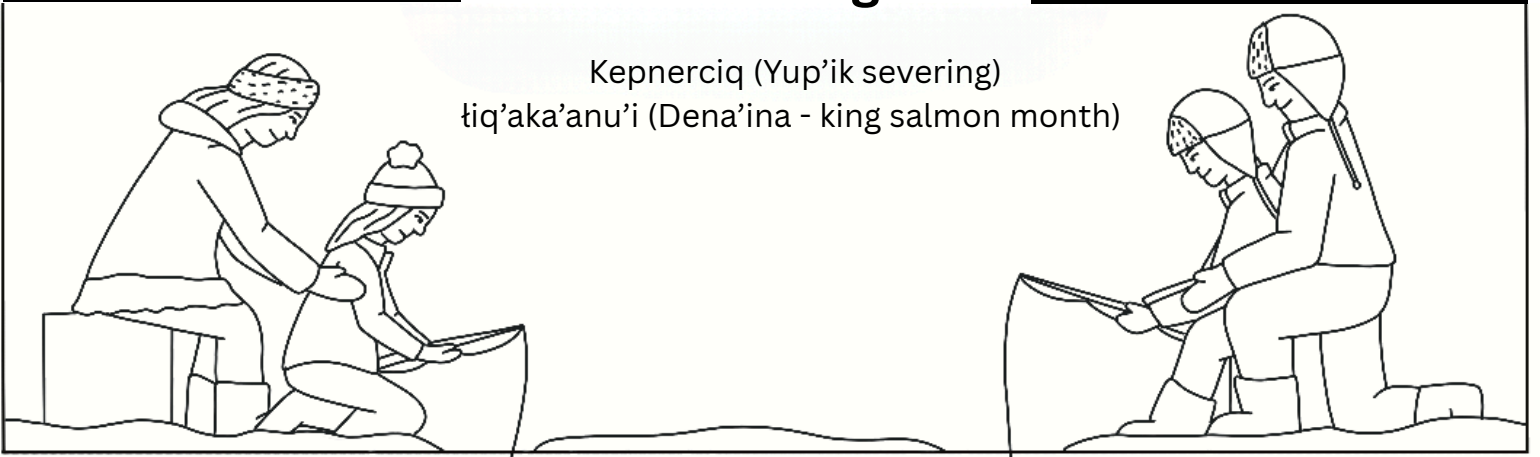 Kepnerciq (Yup’ik severing)
łiq’aka’anu’i (Dena’ina - king salmon month)